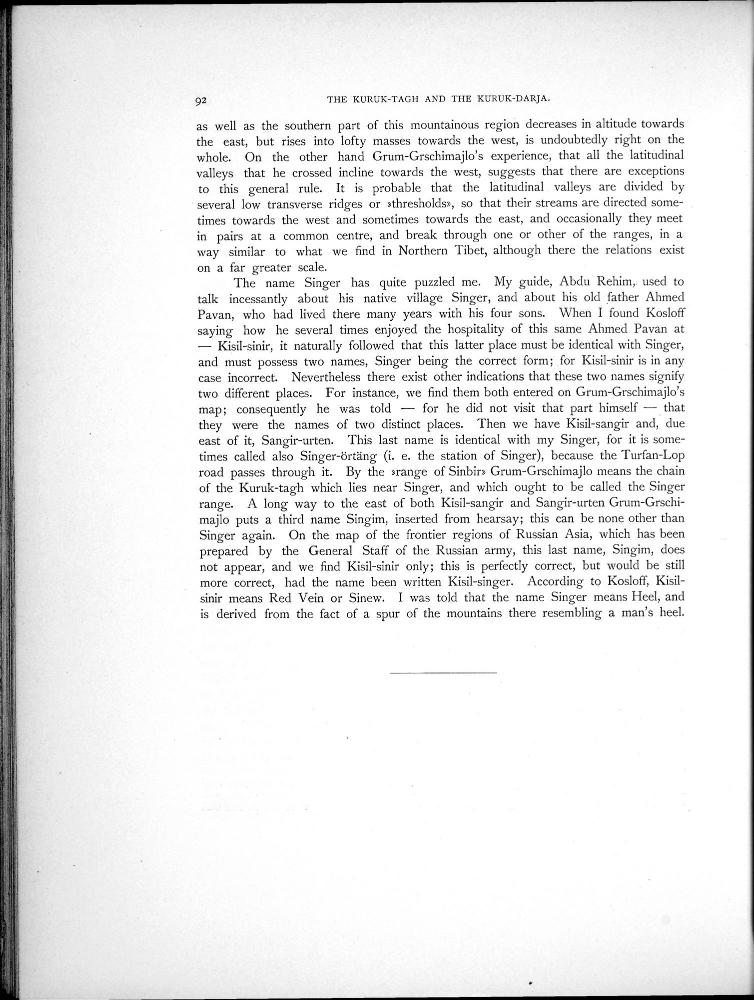 92 THE KURUK-TAGH AND THE KURUK-DARJA.
as well as the southern part of this mountainous region decreases in altitude towards
the east, but rises into lofty masses towards the west, is undoubtedly right on the
whole. On the other hand Grum-Grschimajlo's experience, that all the latitudinal
valleys that he crossed incline towards the west, suggests that there are exceptions
to this general rule. It is probable that the latitudinal valleys are divided by
several low transverse ridges or »thresholds», so that their streams are directed some-
times towards the west and sometimes towards the east, and occasionally they meet
in pairs at a common centre, and break through one or other of the ranges, in a
way similar to what we find in Northern Tibet, although there the relations exist
on a far greater scale.
The name Singer has quite puzzled me. My guide, Abdu Rehim, used to
talk incessantly about his native village Singer, and about his old father Ahmed
Pavan, who had lived there many years with his four sons. When I found Kosloff
saying how he several times enjoyed the hospitality of this same Ahmed Pavan at
— Kisil-sinir, it naturally followed that this latter place must be identical with Singer,
and must possess two names, Singer being the correct form; for Kisil-sinir is in any
case incorrect. Nevertheless there exist other indications that these two names signify
two different places. For instance, we find them both entered on Grum-Grschimajlo's
map; consequently he was told — for he did not visit that part himself — that
they were the names of two distinct places. Then we have Kisil-sangir and, due
east of it, Sangir-urten. This last name is identical with my Singer, for it is some-
times called also Singer-örtäng (i. e. the station of Singer), because the Turfan-Lop
road passes through it. By the »range of Sinbir» Grum-Grschimajlo means the chain
of the Kuruk-tagh which lies near Singer, and which ought to be called the Singer
range. A long way to the east of both Kisil-sangir and Sangir-urten Grum-Grschi-
majlo puts a third name Singim, inserted from hearsay; this can be none other than
Singer again. On the map of the frontier regions of Russian Asia, which has been
prepared by the General Staff of the Russian army, this last name, Singim, does
not appear, and we find Kisil-sinir only; this is perfectly correct, but would be still
more correct, had the name been written Kisil-singer. According to Kosloff, Kisil-
sinir means Red Vein or Sinew. I was told that the name Singer means Heel, and
is derived from the fact of a spur of the mountains there resembling a man's heel.